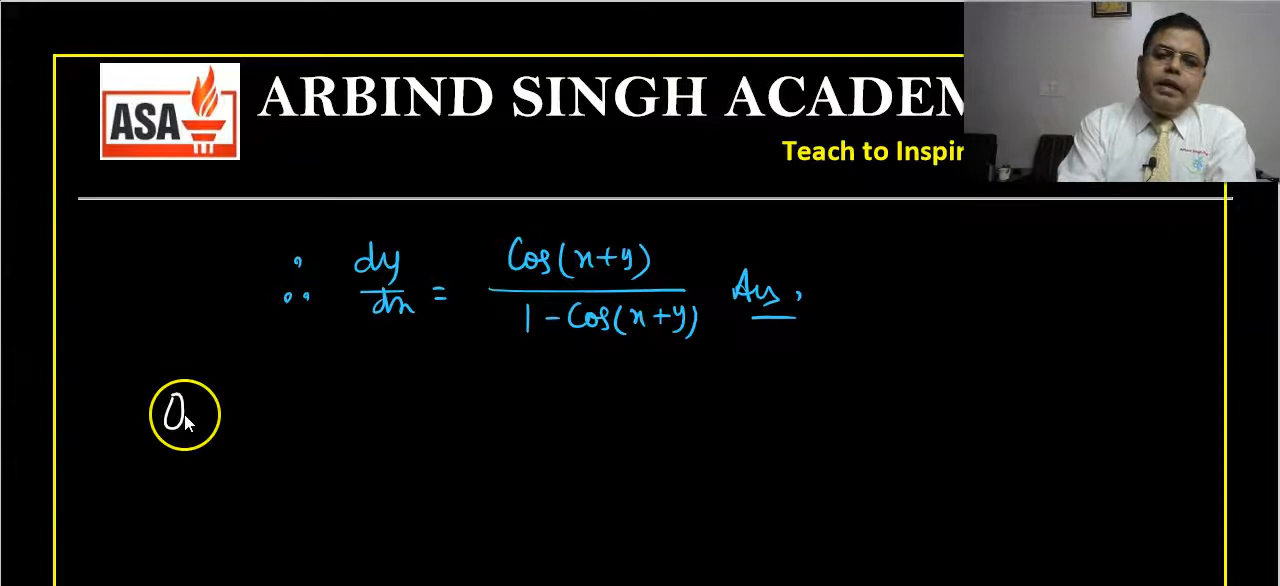 ASA
ARBIND SINGH ACADEM
Teach to Inspir
∴ dy/dx = Cos(x+y) / 1 - Cos(x+y) Ans.
Q